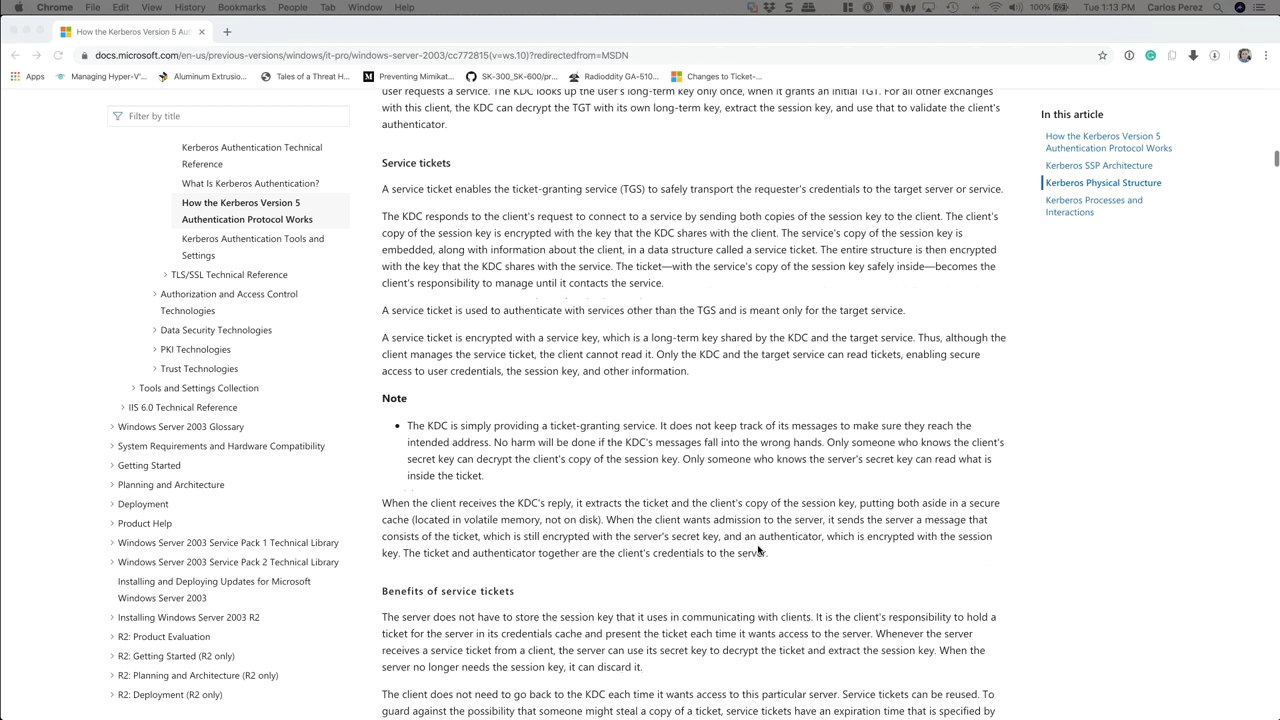 Chrome File Edit View History Bookmarks People Tab Window Help 100% Tue 1:13 PM Carlos Perez
How the Kerberos Version 5 Aut
docs.microsoft.com/en-us/previous-versions/windows/it-pro/windows-server-2003/cc772815(v=ws.10)?redirectedfrom=MSDN
Apps Managing Hyper-V'... Aluminum Extrusio... Tales of a Threat H... Preventing Mimikat... SK-300_SK-600/pr... Radioddity GA-510... Changes to Ticket-...
Filter by title
Kerberos Authentication Technical
Reference
What Is Kerberos Authentication?
How the Kerberos Version 5
Authentication Protocol Works
Kerberos Authentication Tools and
Settings
TLS/SSL Technical Reference
Authorization and Access Control
Technologies
Data Security Technologies
PKI Technologies
Trust Technologies
Tools and Settings Collection
IIS 6.0 Technical Reference
Windows Server 2003 Glossary
System Requirements and Hardware Compatibility
Getting Started
Planning and Architecture
Deployment
Product Help
Windows Server 2003 Service Pack 1 Technical Library
Windows Server 2003 Service Pack 2 Technical Library
Installing and Deploying Updates for Microsoft
Windows Server 2003
Installing Windows Server 2003 R2
R2: Product Evaluation
R2: Getting Started (R2 only)
R2: Planning and Architecture (R2 only)
R2: Deployment (R2 only)
user requests a service. The KDC looks up the user's long-term key only once, when it grants an initial TGT. For all other exchanges
with this client, the KDC can decrypt the TGT with its own long-term key, extract the session key, and use that to validate the client's
authenticator.
Service tickets
A service ticket enables the ticket-granting service (TGS) to safely transport the requester's credentials to the target server or service.
The KDC responds to the client's request to connect to a service by sending both copies of the session key to the client. The client's
copy of the session key is encrypted with the key that the KDC shares with the client. The service's copy of the session key is
embedded, along with information about the client, in a data structure called a service ticket. The entire structure is then encrypted
with the key that the KDC shares with the service. The ticket—with the service's copy of the session key safely inside—becomes the
client's responsibility to manage until it contacts the service.
A service ticket is used to authenticate with services other than the TGS and is meant only for the target service.
A service ticket is encrypted with a service key, which is a long-term key shared by the KDC and the target service. Thus, although the
client manages the service ticket, the client cannot read it. Only the KDC and the target service can read tickets, enabling secure
access to user credentials, the session key, and other information.
Note
• The KDC is simply providing a ticket-granting service. It does not keep track of its messages to make sure they reach the
intended address. No harm will be done if the KDC's messages fall into the wrong hands. Only someone who knows the client's
secret key can decrypt the client's copy of the session key. Only someone who knows the server's secret key can read what is
inside the ticket.
When the client receives the KDC's reply, it extracts the ticket and the client's copy of the session key, putting both aside in a secure
cache (located in volatile memory, not on disk). When the client wants admission to the server, it sends the server a message that
consists of the ticket, which is still encrypted with the server's secret key, and an authenticator, which is encrypted with the session
key. The ticket and authenticator together are the client's credentials to the server.
Benefits of service tickets
The server does not have to store the session key that it uses in communicating with clients. It is the client's responsibility to hold a
ticket for the server in its credentials cache and present the ticket each time it wants access to the server. Whenever the server
receives a service ticket from a client, the server can use its secret key to decrypt the ticket and extract the session key. When the
server no longer needs the session key, it can discard it.
The client does not need to go back to the KDC each time it wants access to this particular server. Service tickets can be reused. To
guard against the possibility that someone might steal a copy of a ticket, service tickets have an expiration time that is specified by
In this article
How the Kerberos Version 5
Authentication Protocol Works
Kerberos SSP Architecture
Kerberos Physical Structure
Kerberos Processes and
Interactions